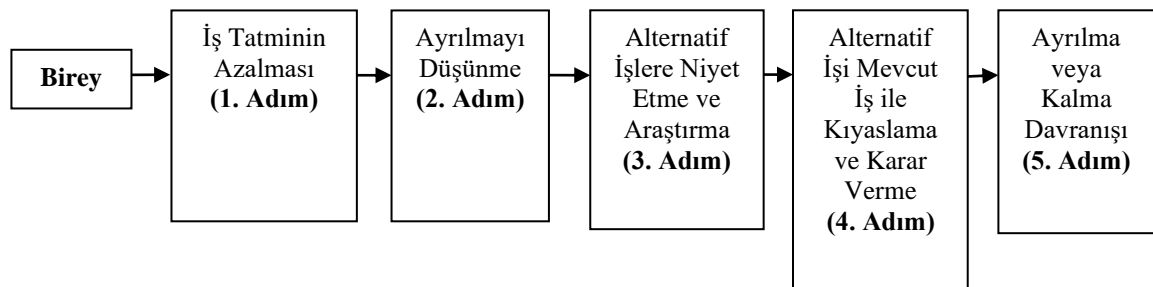 Birey
İş Tatminin
Azalması
(1. Adım)
Ayrılmayı
Düşünme
(2. Adım)
Alternatif
İşlere Niyet
Etme ve
Araştırma
(3. Adım)
Alternatif
İşi Mevcut
İş ile
Kıyaslama
ve Karar
Verme
(4. Adım)
Ayrılma
veya
Kalma
Davranışı
(5. Adım)